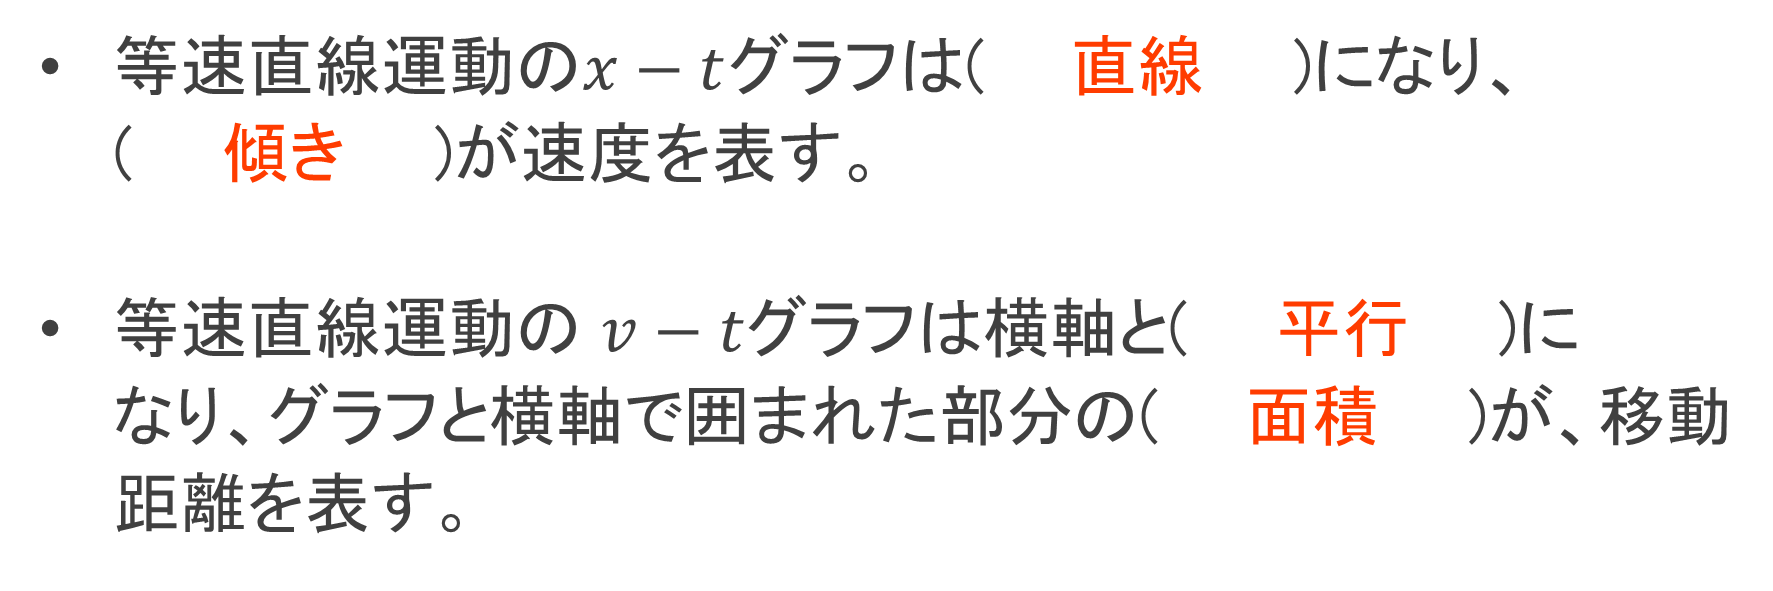 • 等速直線運動のx − tグラフは(　直線　)になり、
(　傾き　)が速度を表す。
• 等速直線運動の v − tグラフは横軸と(　平行　)に
なり、グラフと横軸で囲まれた部分の(　面積　)が、移動
距離を表す。